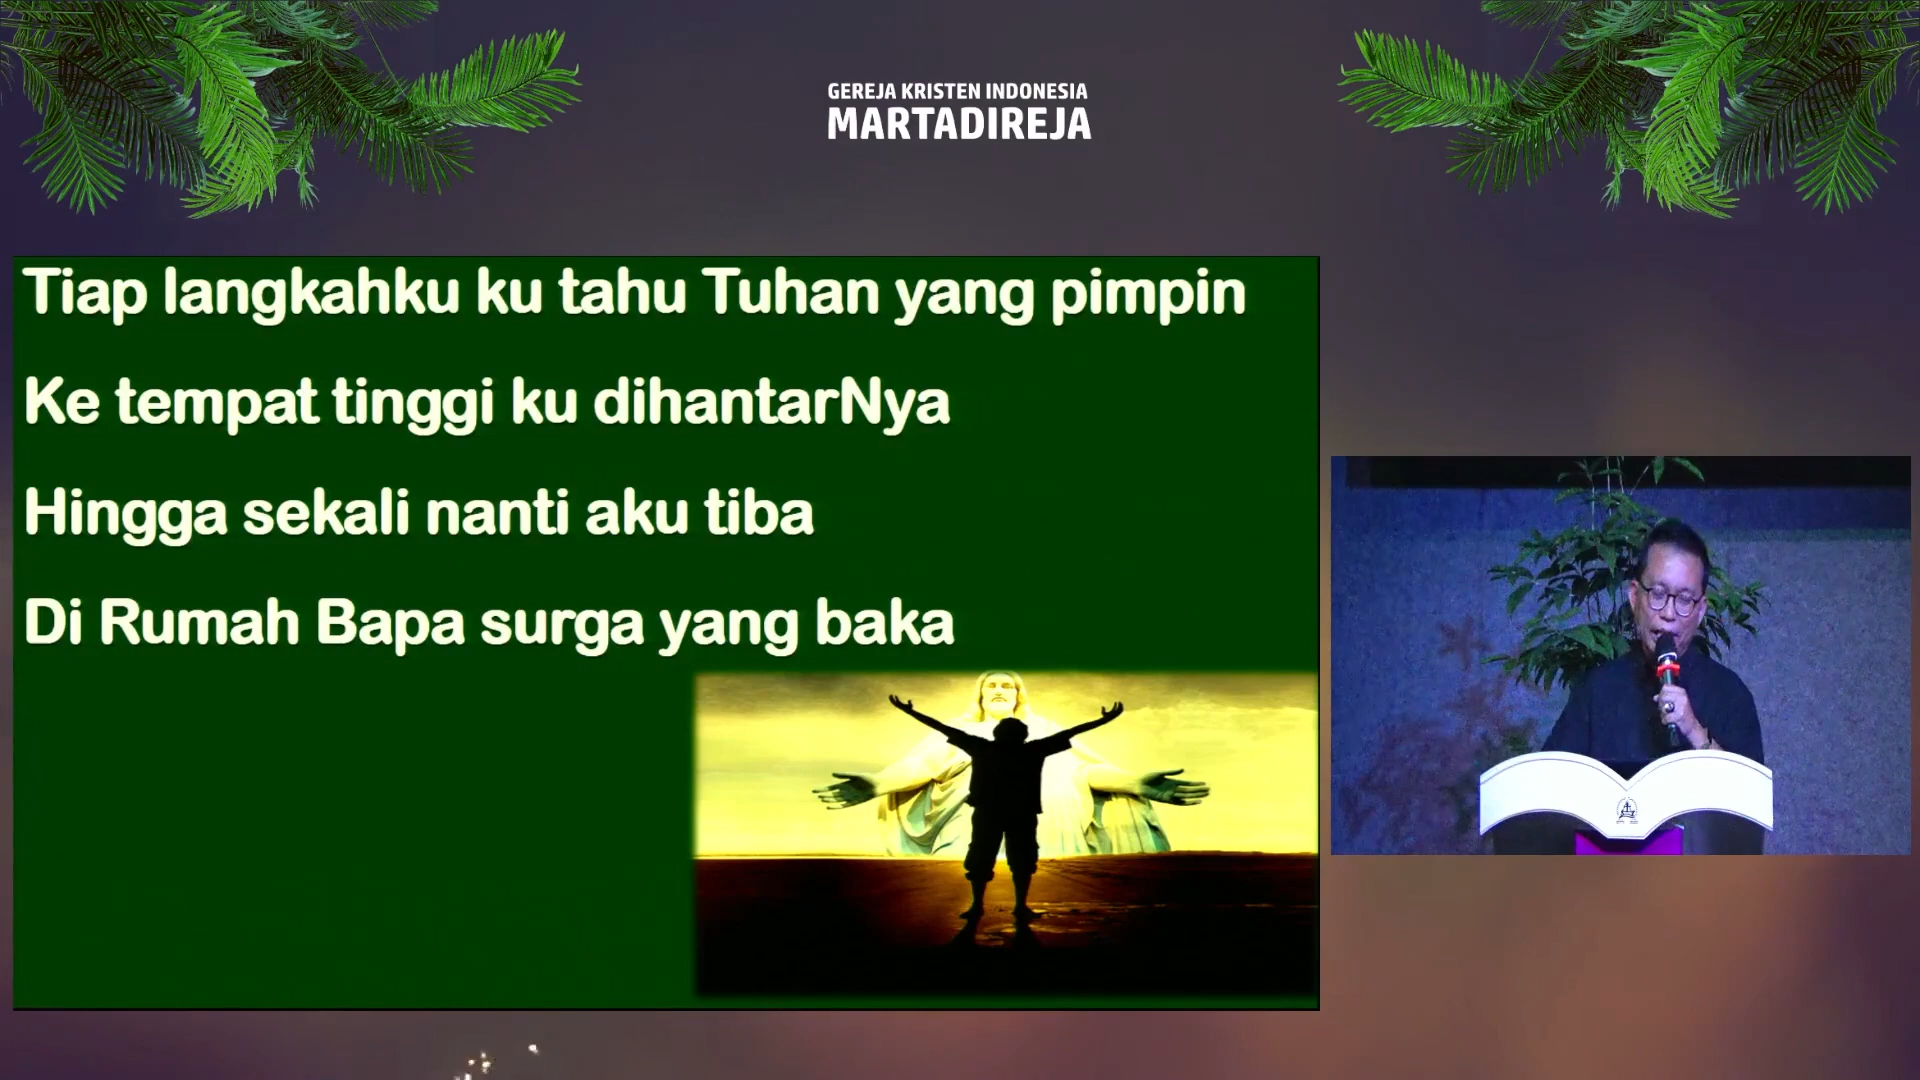 GEREJA KRISTEN INDONESIA
MARTADIREJA
Tiap langkahku ku tahu Tuhan yang pimpin
Ke tempat tinggi ku dihantarNya
Hingga sekali nanti aku tiba
Di Rumah Bapa surga yang baka